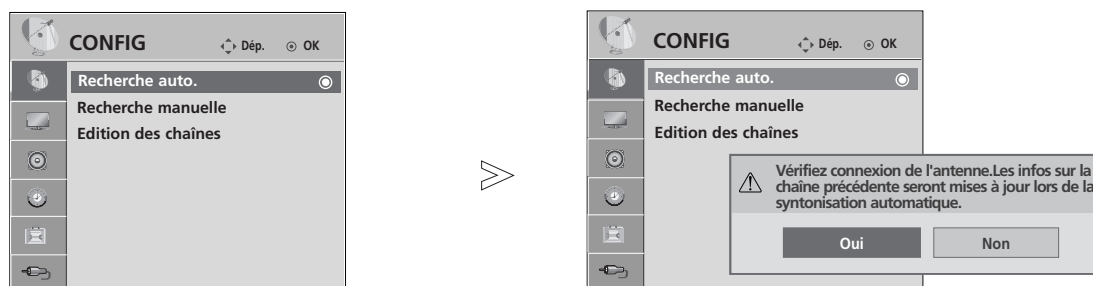 CONFIG Dép. OK
Recherche auto.
Recherche manuelle
Edition des chaînes
CONFIG Dép. OK
Recherche auto.
Recherche manuelle
Edition des chaînes
Vérifiez connexion de l'antenne.Les infos sur la
chaîne précédente seront mises à jour lors de la
syntonisation automatique.
Oui Non